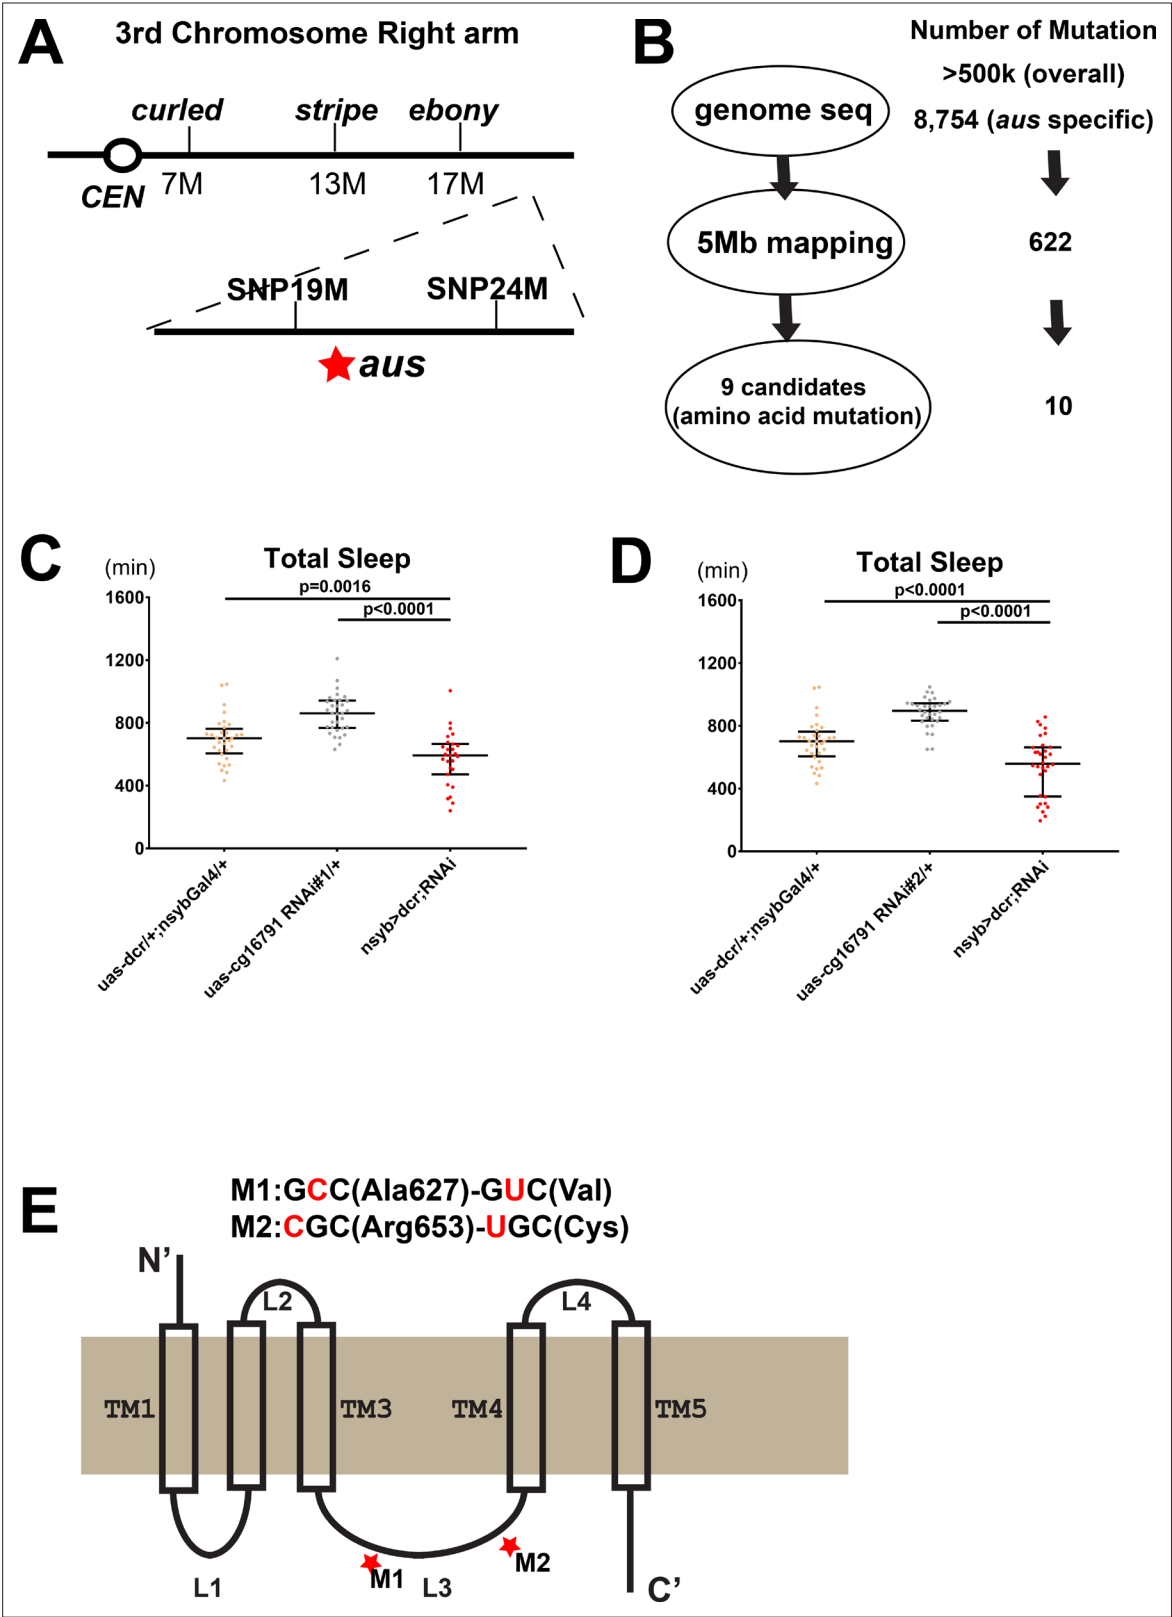 A
3rd Chromosome Right arm
curled
stripe
ebony
CEN
7M
13M
17M
SNP19M
SNP24M
aus
B
Number of Mutation
>500k (overall)
8,754 (aus specific)
genome seq
5Mb mapping
622
9 candidates
(amino acid mutation)
10
C
Total Sleep
(min)
p=0.0016
p<0.0001
1600
1200
800
400
0
uas-dcr/+;nsybGal4/+
uas-cg16791 RNAi#1/+
nsyb>dcr;RNAi
D
Total Sleep
(min)
p<0.0001
p<0.0001
1600
1200
800
400
0
uas-dcr/+;nsybGal4/+
uas-cg16791 RNAi#2/+
nsyb>dcr;RNAi
E
M1:GCC(Ala627)-GUC(Val)
M2:CGC(Arg653)-UGC(Cys)
N’
L2
L4
TM1
TM3
TM4
TM5
M1
M2
L1
L3
C’